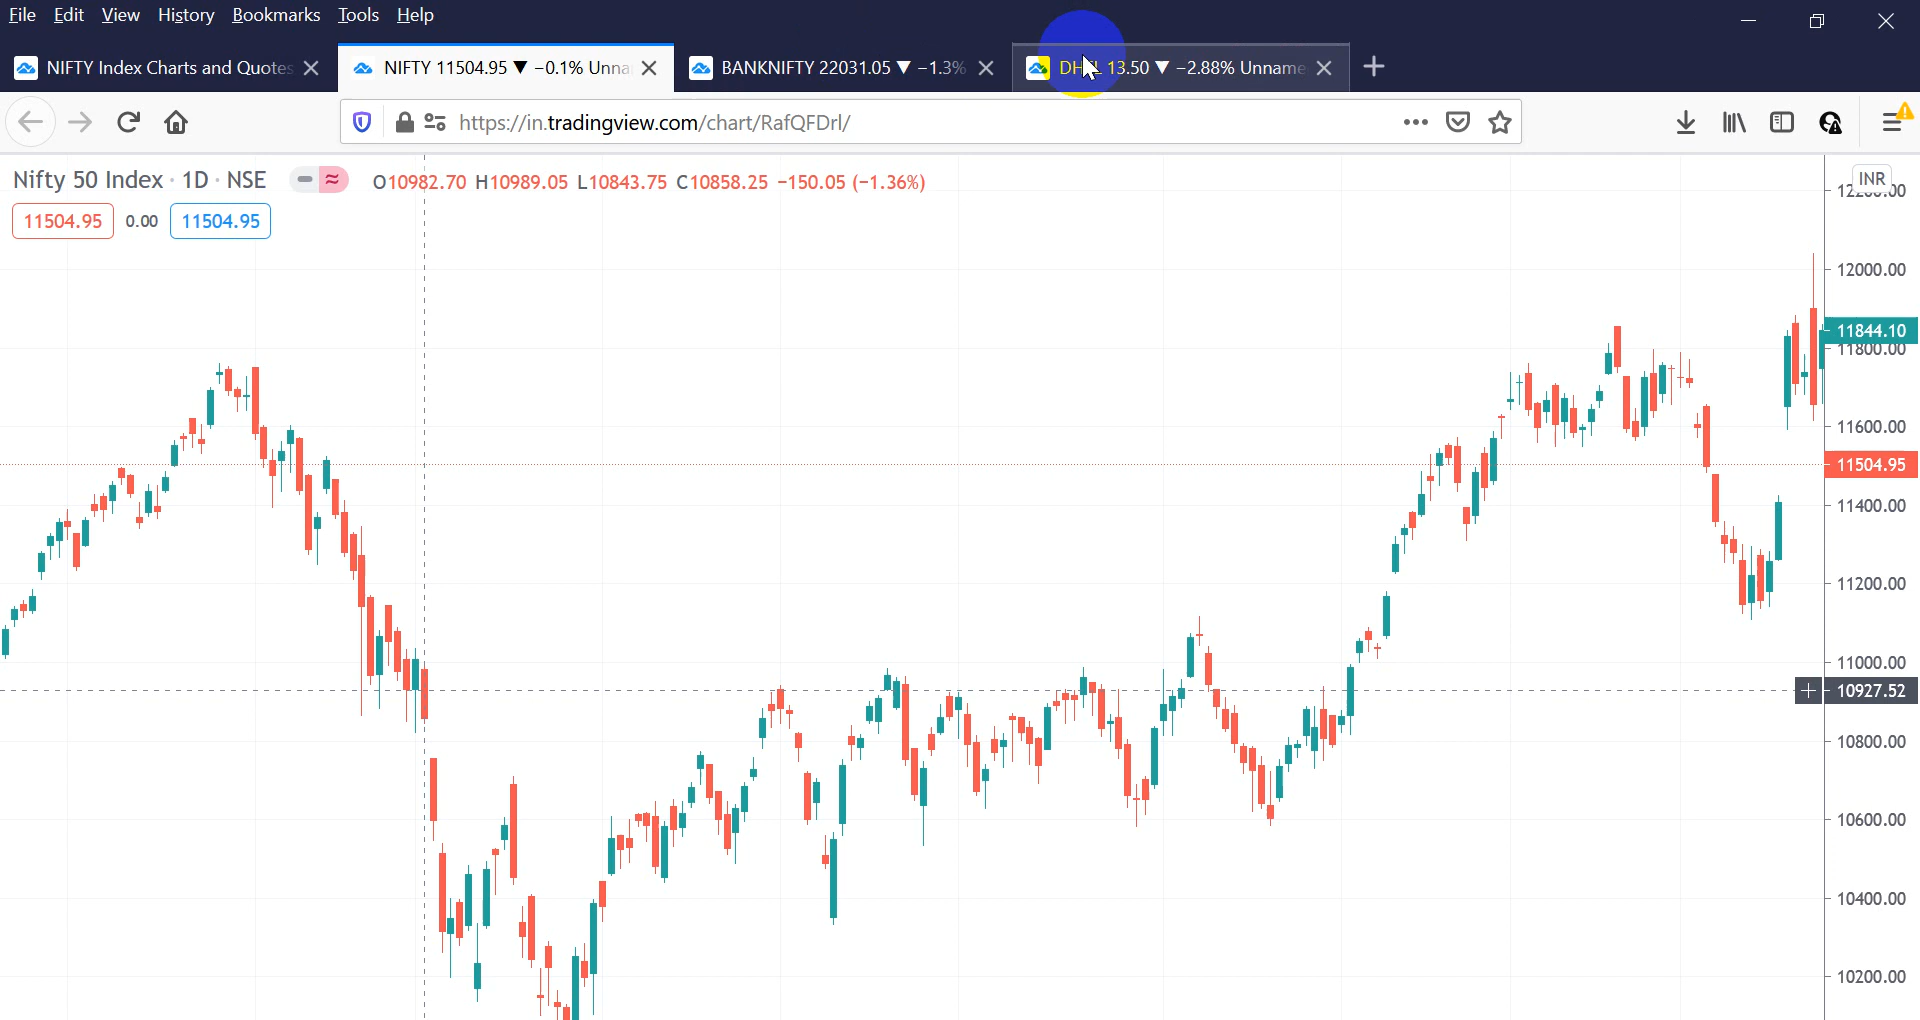 File Edit View History Bookmarks Tools Help
NIFTY Index Charts and Quotes
NIFTY 11504.95 ▼ −0.1% Unna
BANKNIFTY 22031.05 ▼ −1.3%
13.50 ▼ −2.88% Unname
https://in.tradingview.com/chart/RafQFDrl/
Nifty 50 Index · 1D · NSE
O10982.70 H10989.05 L10843.75 C10858.25 −150.05 (−1.36%)
INR
11504.95 0.00 11504.95
12000.00
11844.10
11800.00
11600.00
11504.95
11400.00
11200.00
11000.00
10927.52
10800.00
10600.00
10400.00
10200.00